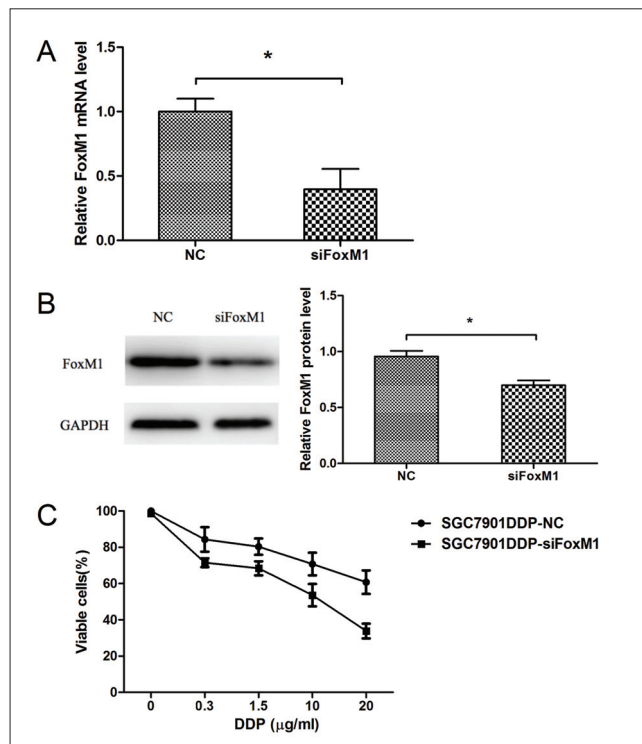 A
Relative FoxM1 mRNA level
1.5
1.0
0.5
0.0
*
NC
siFoxM1
B
NC
siFoxM1
FoxM1
GAPDH
Relative FoxM1 protein level
1.5
1.0
0.5
0.0
*
NC
siFoxM1
C
Viable cells(%)
100
80
60
40
20
0
0
0.3
1.5
10
20
DDP (μg/ml)
SGC7901DDP-NC
SGC7901DDP-siFoxM1